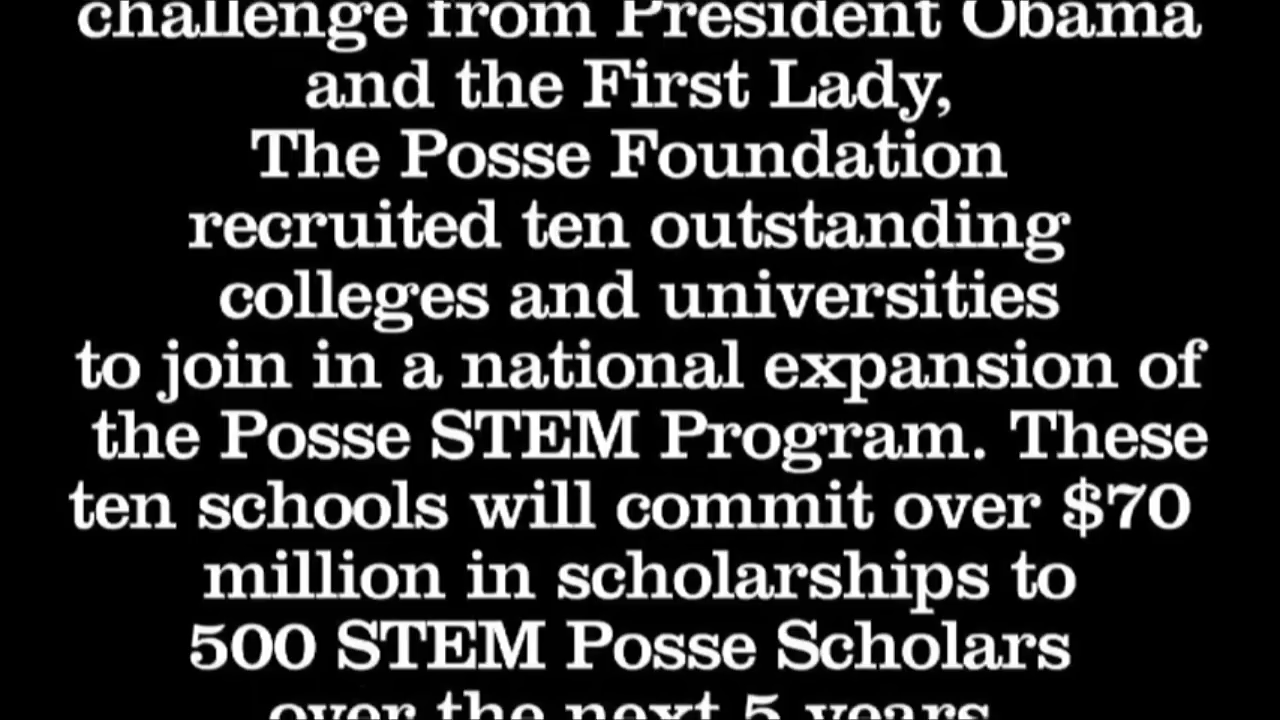 challenge from President Obama
and the First Lady,
The Posse Foundation
recruited ten outstanding
colleges and universities
to join in a national expansion of
the Posse STEM Program. These
ten schools will commit over $70
million in scholarships to
500 STEM Posse Scholars
over the next 5 years